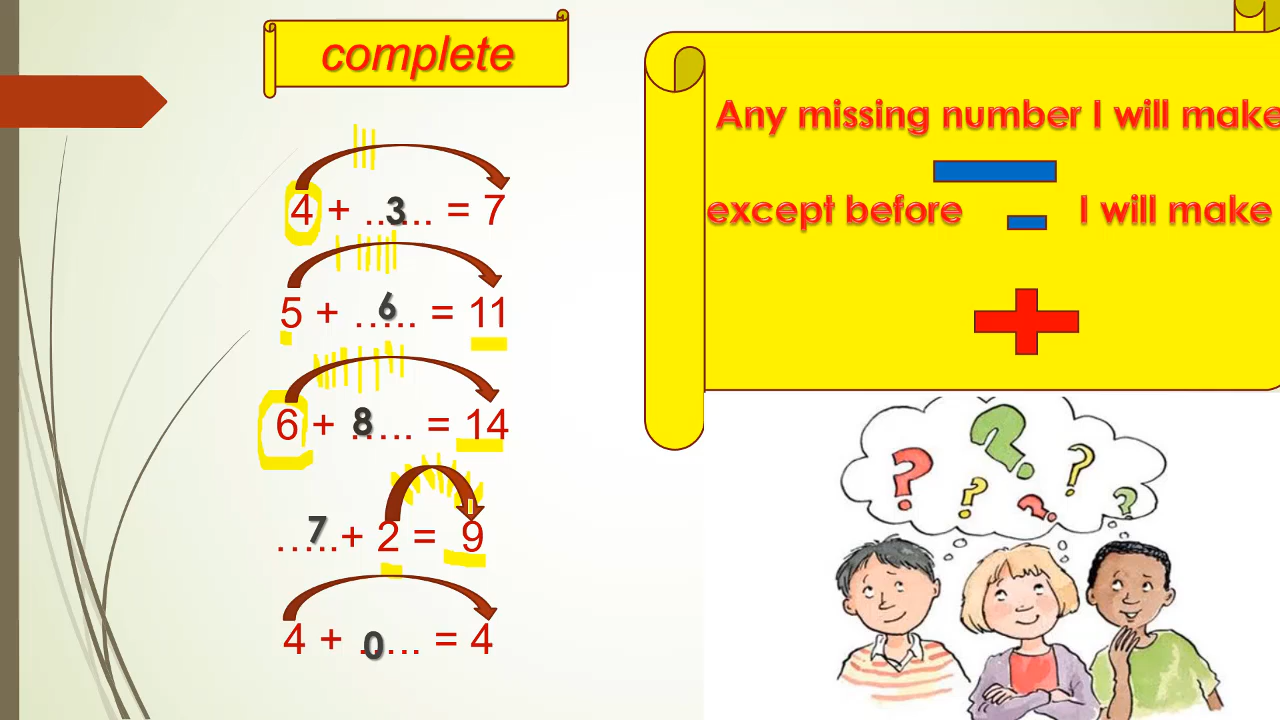 complete
4 + ..3... = 7
5 + ...6.. = 11
6 + .8.... = 14
...7..+ 2 = 9
4 + .0.... = 4
Any missing number I will make
except before - I will make
+
? ? ? ? ? ?